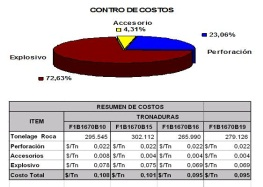 CONTRO DE COSTOS
Accesorio
4,31%
23,06%
Explosivo
Perforación
72,63%
RESUMEN DE COSTOS
ITEM
TRONADURAS
F1B1670B10 F1B1670B15 F1B1670B16 F1B1670B19
Tonelage Roca 295.545 302.112 265.990 279.126
Perforación $/Tn 0,022 $/Tn 0,022 $/Tn 0,022 $/Tn 0,022
Accesorios $/Tn 0,008 $/Tn 0,004 $/Tn 0,004 $/Tn 0,004
Explosivo $/Tn 0,078 $/Tn 0,075 $/Tn 0,069 $/Tn 0,069
Costo Total $/Tn 0,108 $/Tn 0,101 $/Tn 0,095 $/Tn 0,095